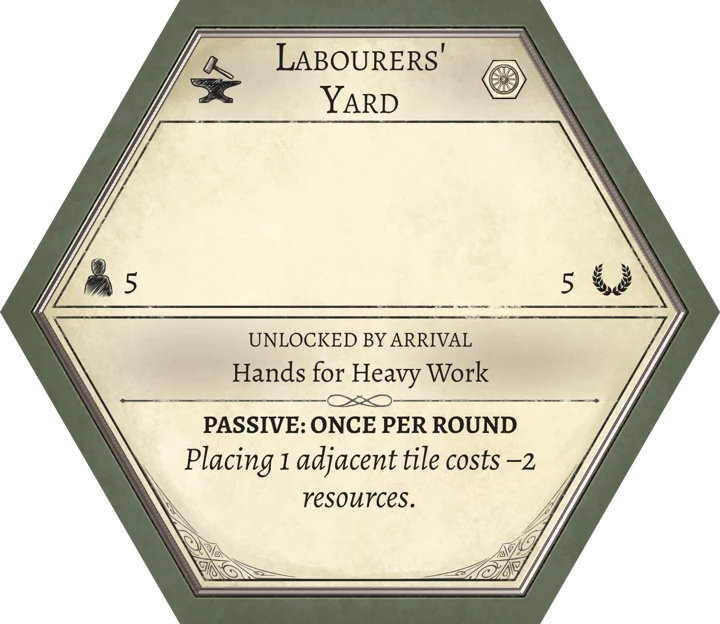 LABOURERS'
YARD
5
5
UNLOCKED BY ARRIVAL
Hands for Heavy Work
PASSIVE: ONCE PER ROUND
Placing 1 adjacent tile costs –2
resources.